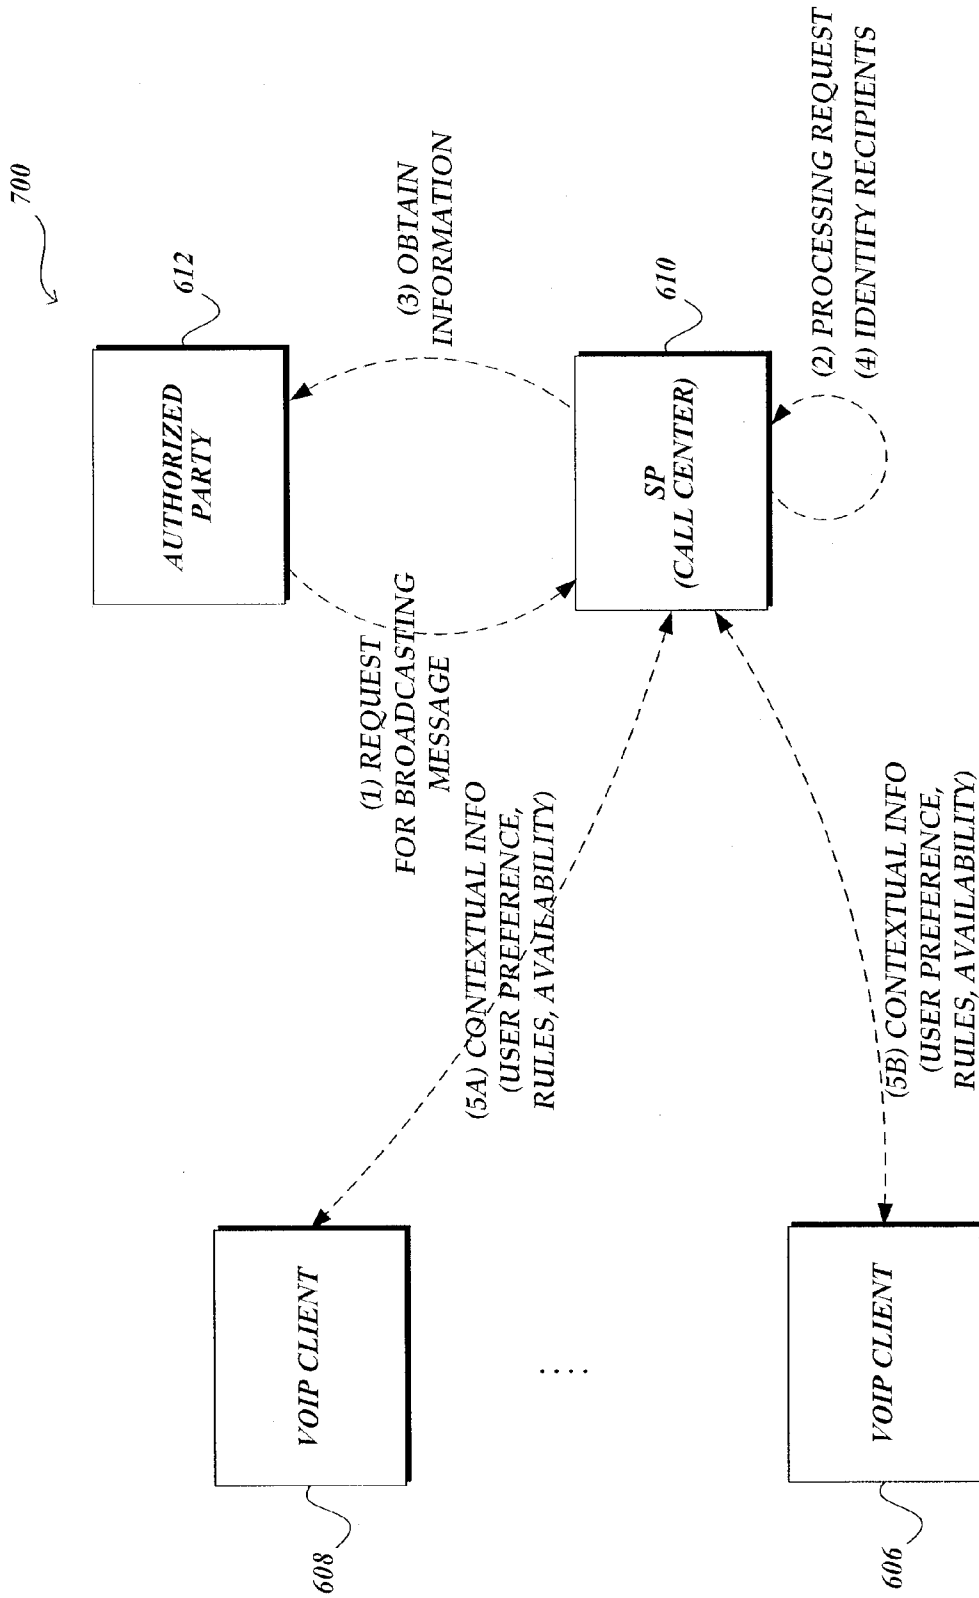 700
612
AUTHORIZED
PARTY
(3) OBTAIN
INFORMATION
(1) REQUEST
FOR BROADCASTING
MESSAGE
610
SP
(CALL CENTER)
(2) PROCESSING REQUEST
(4) IDENTIFY RECIPIENTS
(5A) CONTEXTUAL INFO
(USER PREFERENCE,
RULES, AVAILABILITY)
(5B) CONTEXTUAL INFO
(USER PREFERENCE,
RULES, AVAILABILITY)
VOIP CLIENT
608
....
VOIP CLIENT
606